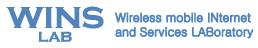 WINS
LAB
Wireless mobile INternet
and Services LABoratory